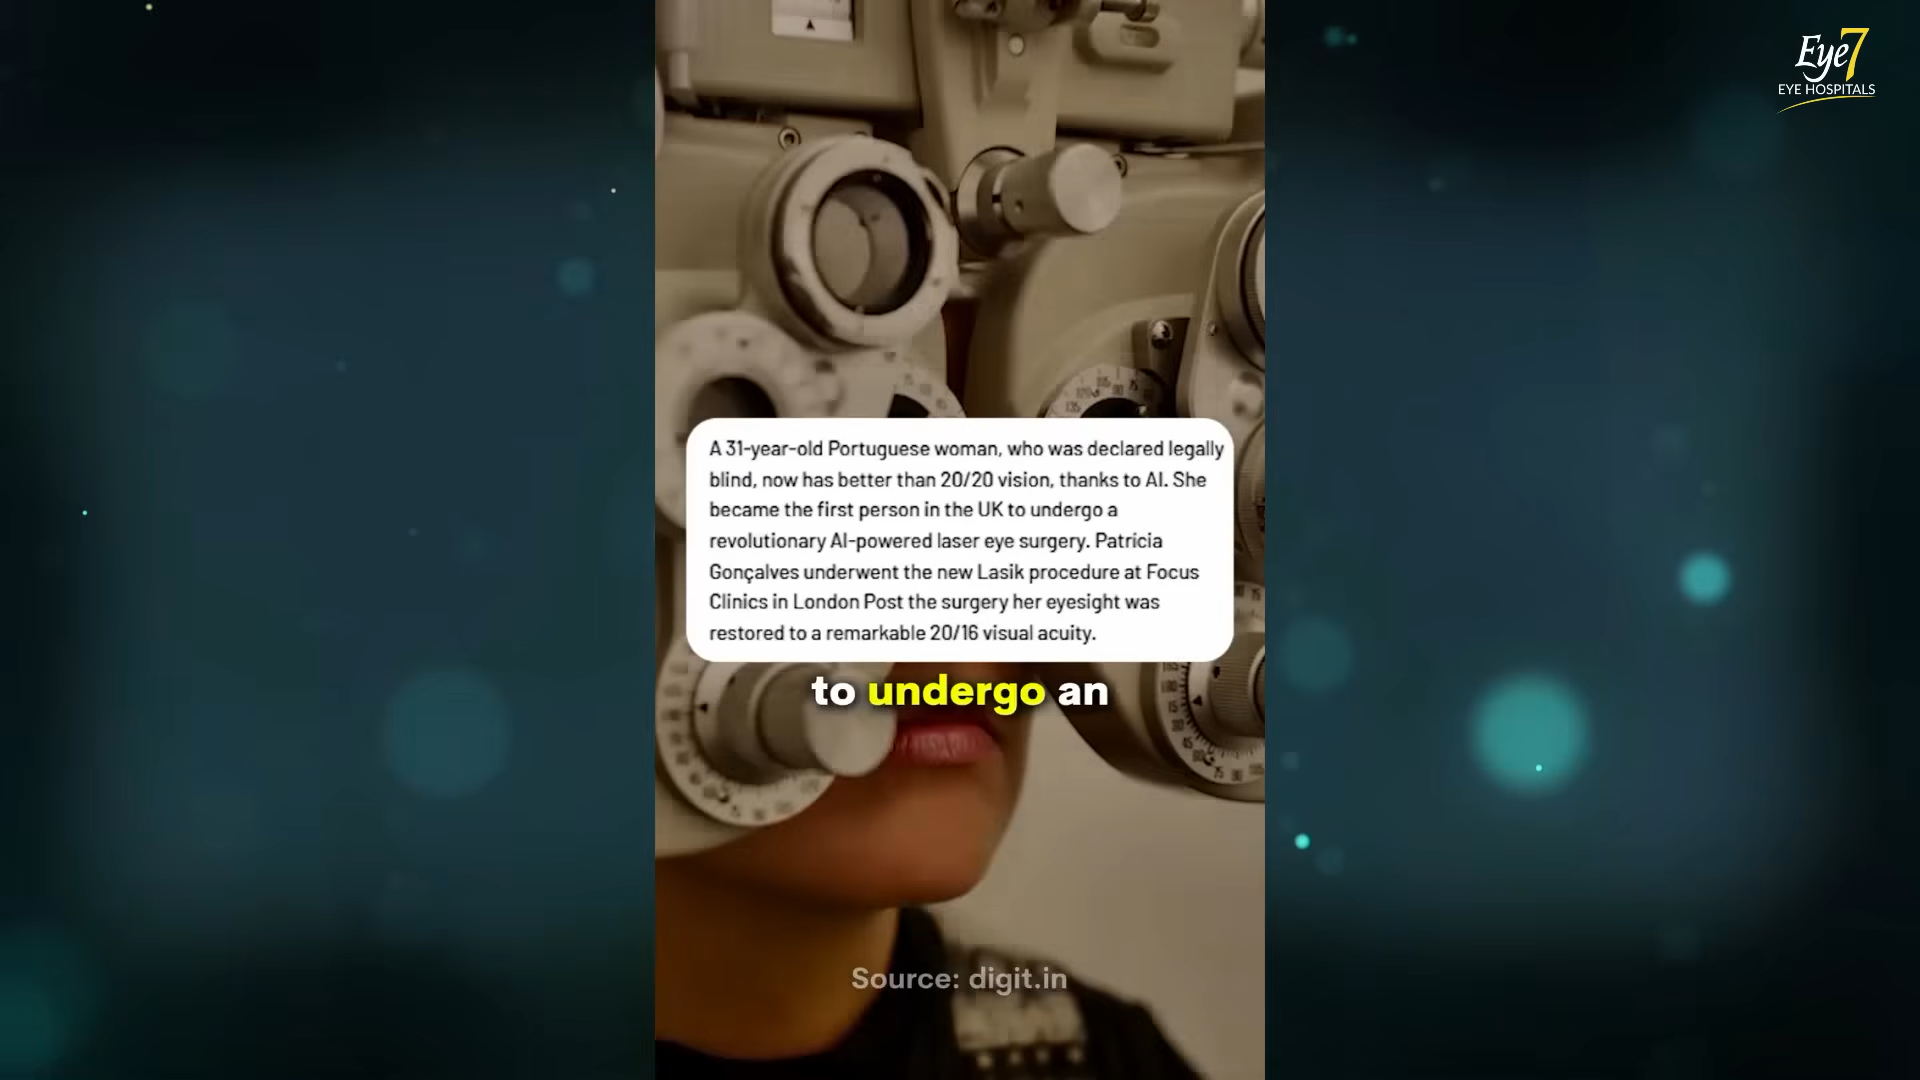 Eye7
EYE HOSPITALS
A 31-year-old Portuguese woman, who was declared legally
blind, now has better than 20/20 vision, thanks to AI. She
became the first person in the UK to undergo a
revolutionary AI-powered laser eye surgery. Patricia
Gonçalves underwent the new Lasik procedure at Focus
Clinics in London Post the surgery her eyesight was
restored to a remarkable 20/16 visual acuity.
to undergo an
Source: digit.in